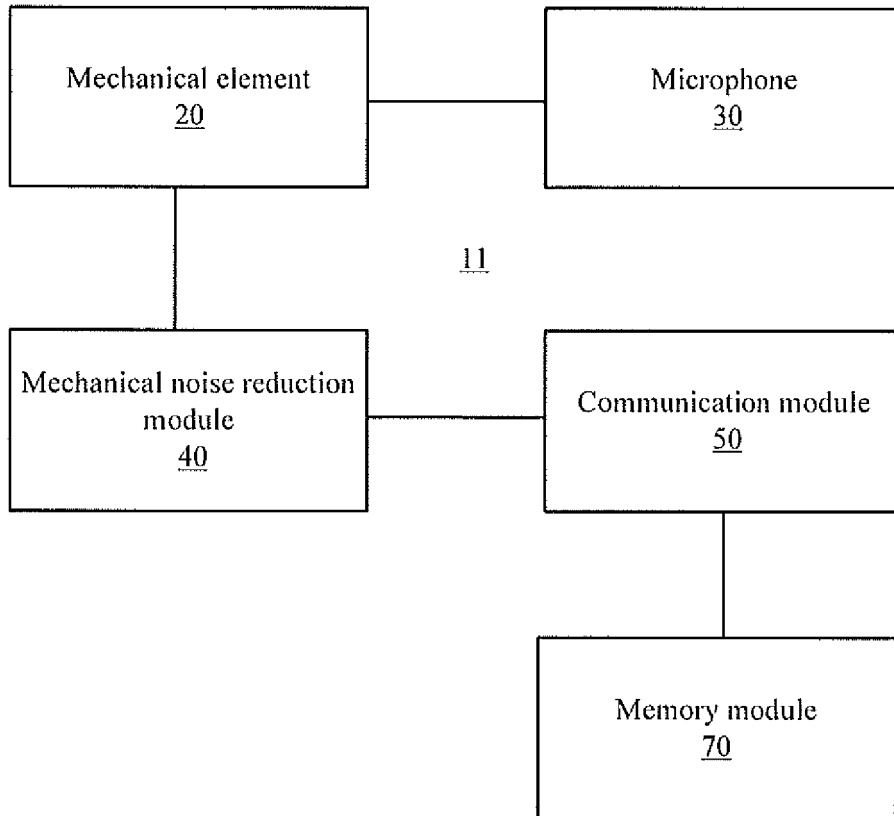 Mechanical element
20
Microphone
30
11
Mechanical noise reduction
module
40
Communication module
50
Memory module
70